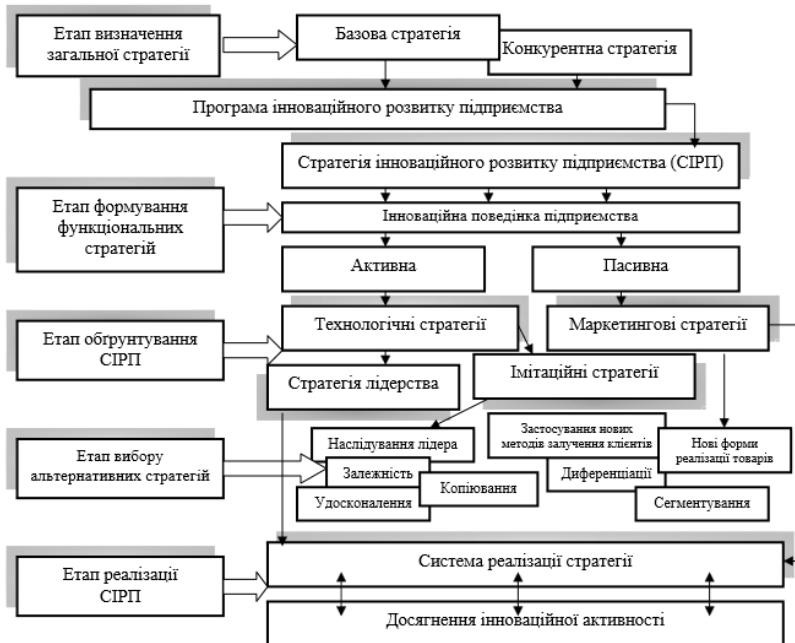 Етап визначення
загальної стратегії
Базова стратегія
Конкурентна стратегія
Програма інноваційного розвитку підприємства
Стратегія інноваційного розвитку підприємства (СІРП)
Етап формування
функціональних
стратегій
Інноваційна поведінка підприємства
Активна
Пасивна
Етап обґрунтування
СІРП
Технологічні стратегії
Маркетингові стратегії
Стратегія лідерства
Імітаційні стратегії
Етап вибору
альтернативних стратегій
Наслідування лідера
Залежність
Удосконалення
Копіювання
Застосування нових
методів залучення клієнтів
Диференціації
Нові форми
реалізації товарів
Сегментування
Етап реалізації
СІРП
Система реалізації стратегії
Досягнення інноваційної активності